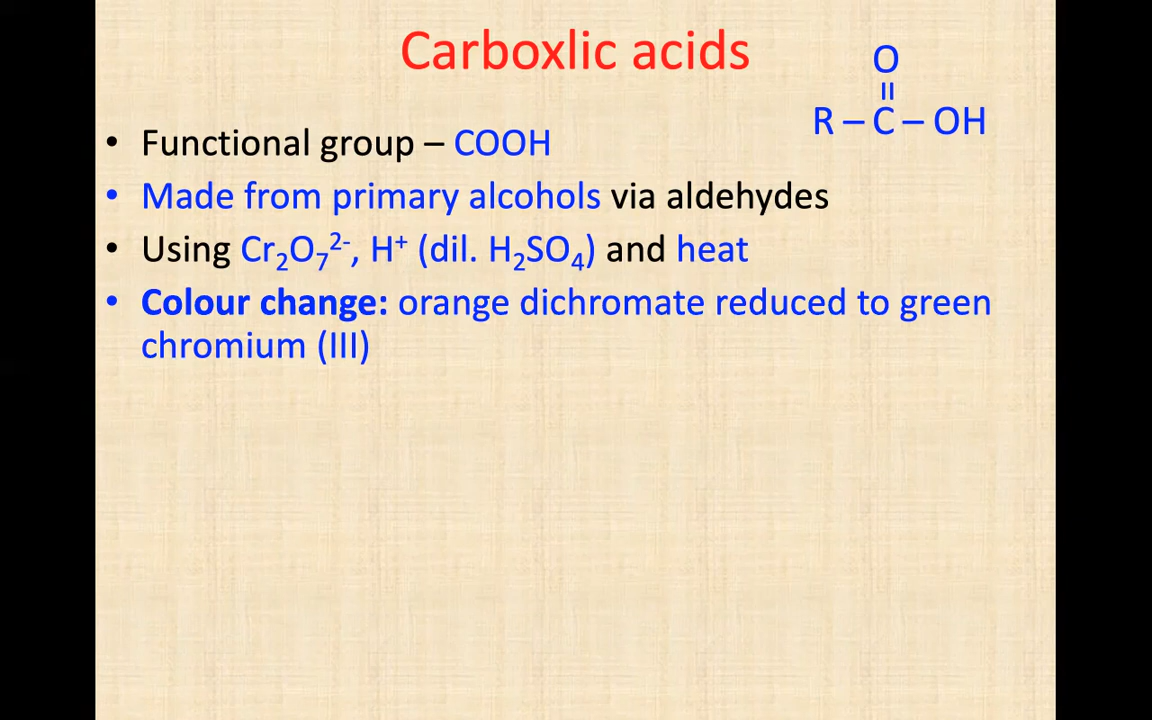 Carboxlic acids
O
||
R – C – OH
• Functional group – COOH
• Made from primary alcohols via aldehydes
• Using Cr₂O₇²⁻, H⁺ (dil. H₂SO₄) and heat
• Colour change: orange dichromate reduced to green
chromium (III)